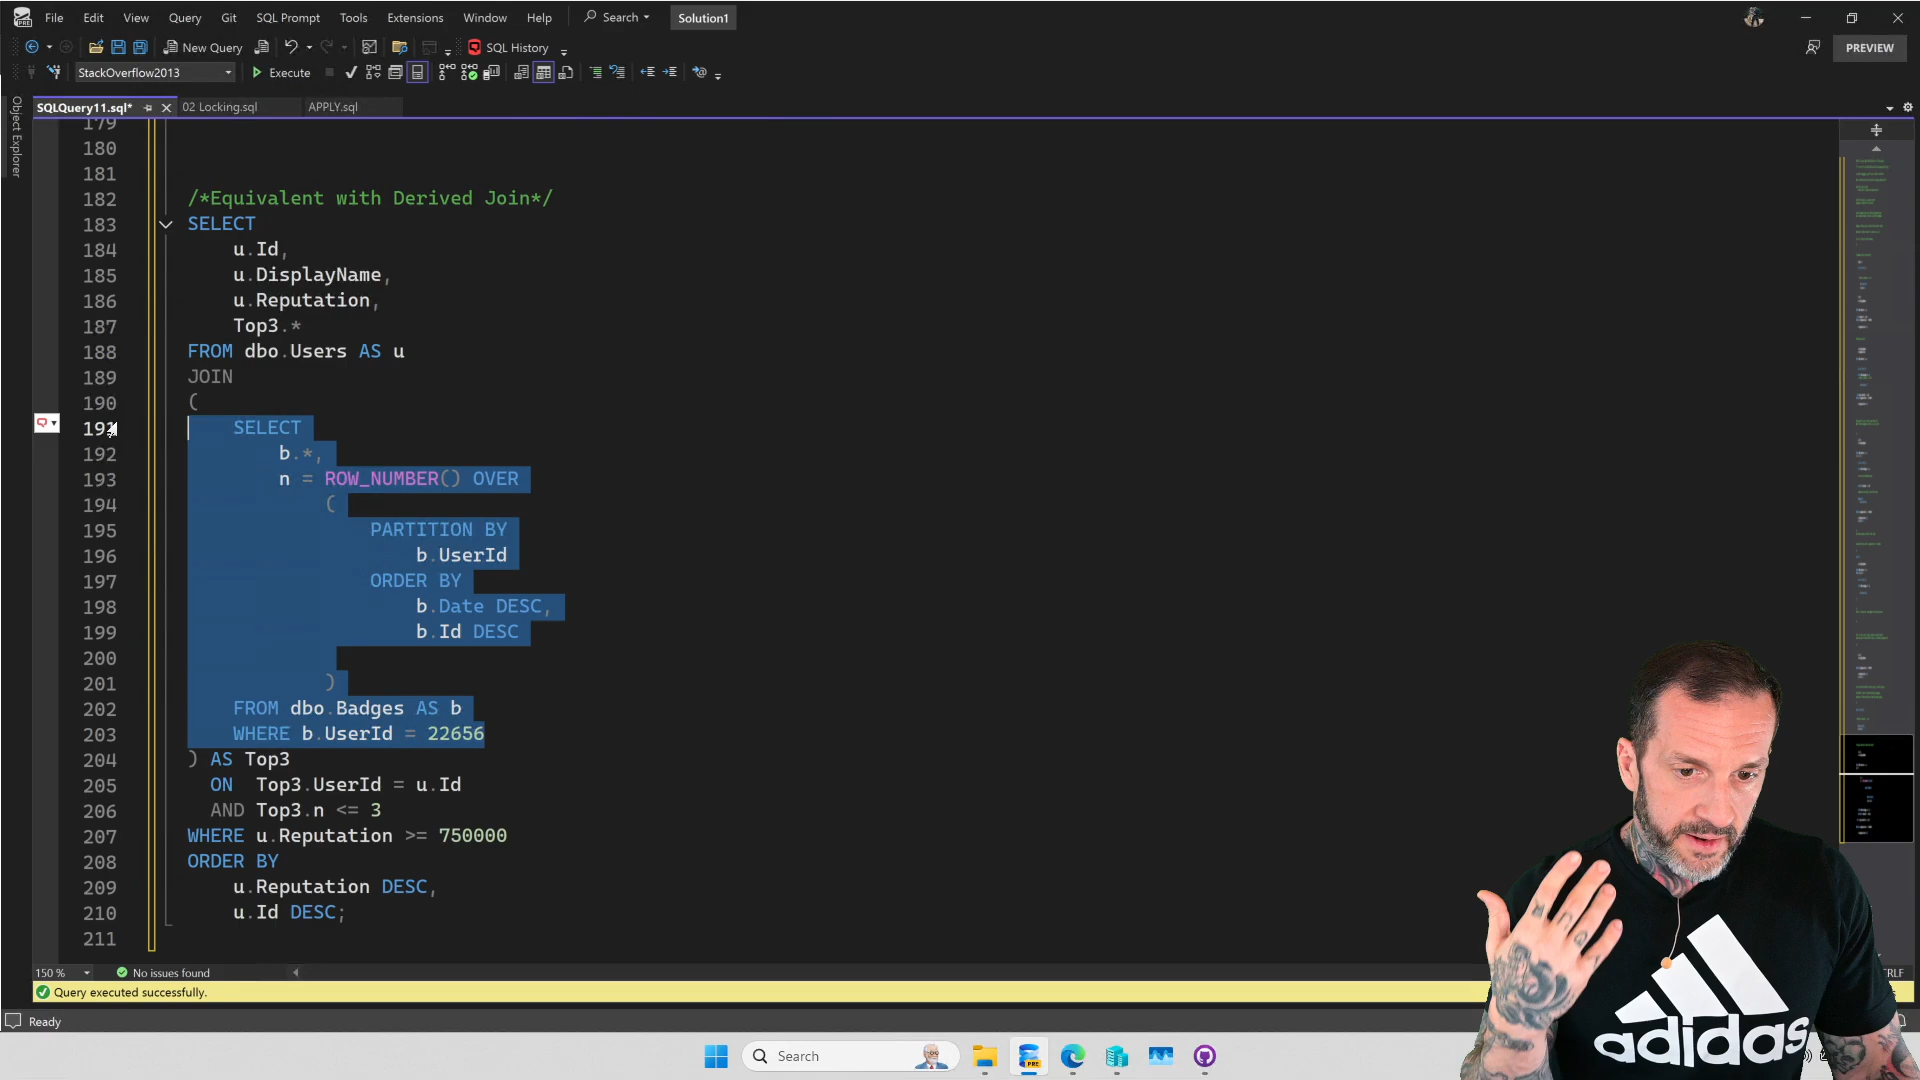 File Edit View Query Git SQL Prompt Tools Extensions Window Help Search Solution1
New Query SQL History PREVIEW
StackOverflow2013 Execute
SQLQuery11.sql* 02 Locking.sql APPLY.sql
Object Explorer
179
180
181
182 /*Equivalent with Derived Join*/
183 SELECT
184 u.Id,
185 u.DisplayName,
186 u.Reputation,
187 Top3.*
188 FROM dbo.Users AS u
189 JOIN
190 (
191 SELECT
192 b.*,
193 n = ROW_NUMBER() OVER
194 (
195 PARTITION BY
196 b.UserId
197 ORDER BY
198 b.Date DESC,
199 b.Id DESC
200
201 )
202 FROM dbo.Badges AS b
203 WHERE b.UserId = 22656
204 ) AS Top3
205 ON Top3.UserId = u.Id
206 AND Top3.n <= 3
207 WHERE u.Reputation >= 750000
208 ORDER BY
209 u.Reputation DESC,
210 u.Id DESC;
211
150 % No issues found CRLF
Query executed successfully.
Ready
Search
adidas